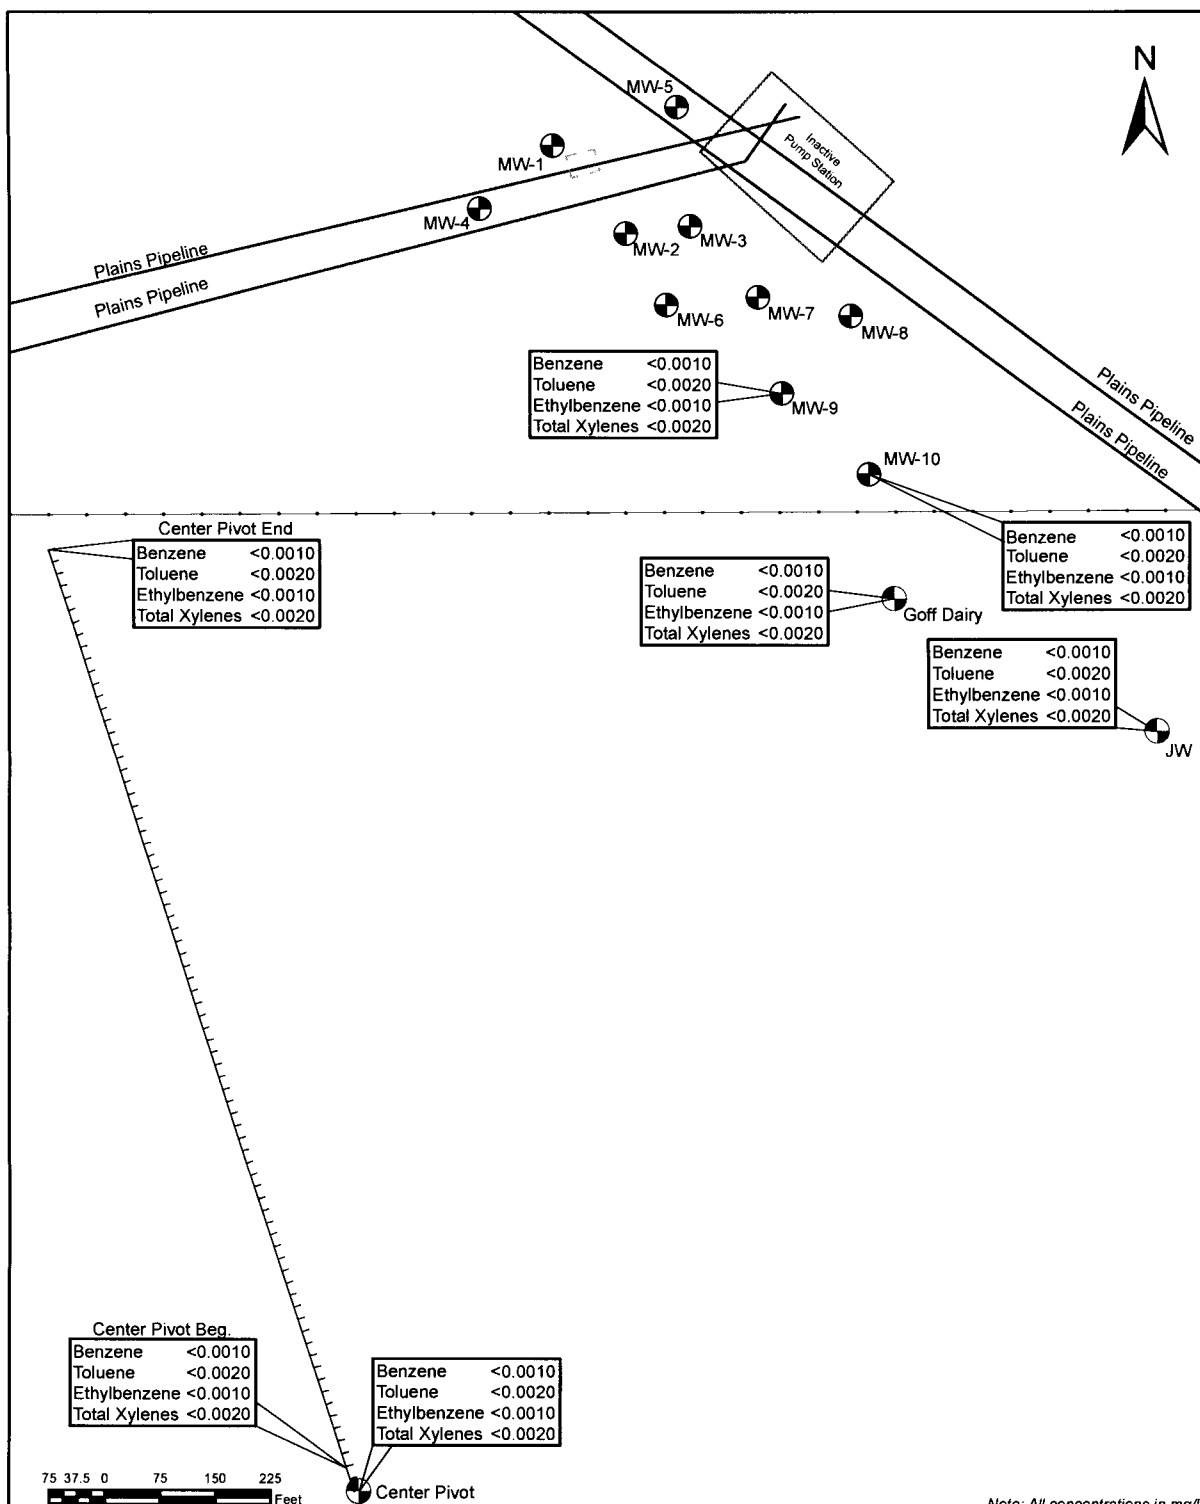 N
MW-5
MW-1
Inactive
Pump Station
MW-4
MW-2
MW-3
Plains Pipeline
Plains Pipeline
MW-6
MW-7
MW-8
Benzene <0.0010
Toluene <0.0020
Ethylbenzene <0.0010
Total Xylenes <0.0020
MW-9
Plains Pipeline
Plains Pipeline
MW-10
Center Pivot End
Benzene <0.0010
Toluene <0.0020
Ethylbenzene <0.0010
Total Xylenes <0.0020
Benzene <0.0010
Toluene <0.0020
Ethylbenzene <0.0010
Total Xylenes <0.0020
Benzene <0.0010
Toluene <0.0020
Ethylbenzene <0.0010
Total Xylenes <0.0020
Goff Dairy
Benzene <0.0010
Toluene <0.0020
Ethylbenzene <0.0010
Total Xylenes <0.0020
JW
Center Pivot Beg.
Benzene <0.0010
Toluene <0.0020
Ethylbenzene <0.0010
Total Xylenes <0.0020
Benzene <0.0010
Toluene <0.0020
Ethylbenzene <0.0010
Total Xylenes <0.0020
75 37.5 0 75 150 225
Feet
Center Pivot
Note: All concentrations in